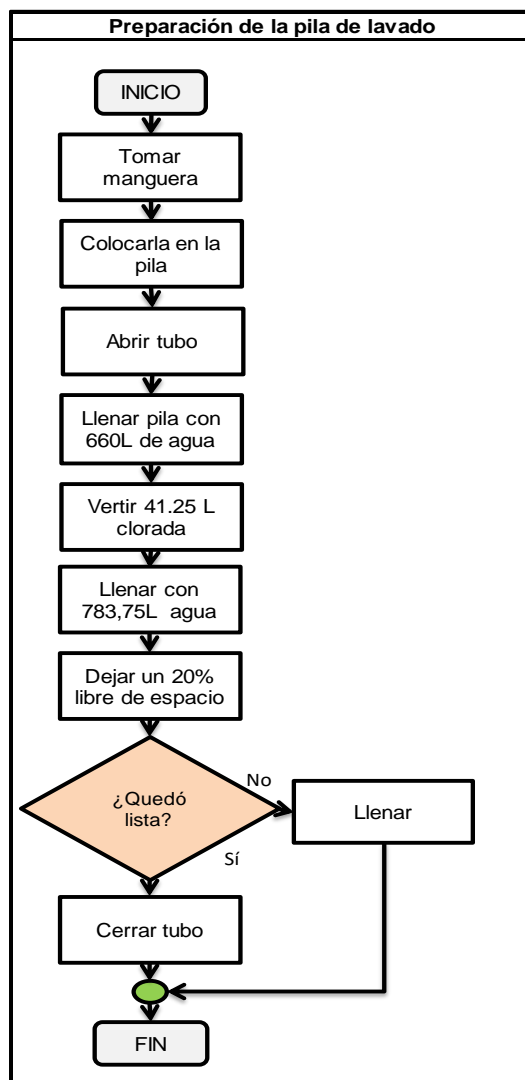 Preparación de la pila de lavado
INICIO
Tomar
manguera
Colocarla en la
pila
Abrir tubo
Llenar pila con
660L de agua
Vertir 41.25 L
clorada
Llenar con
783,75L agua
Dejar un 20%
libre de espacio
¿Quedó
lista?
No
Llenar
Sí
Cerrar tubo
FIN